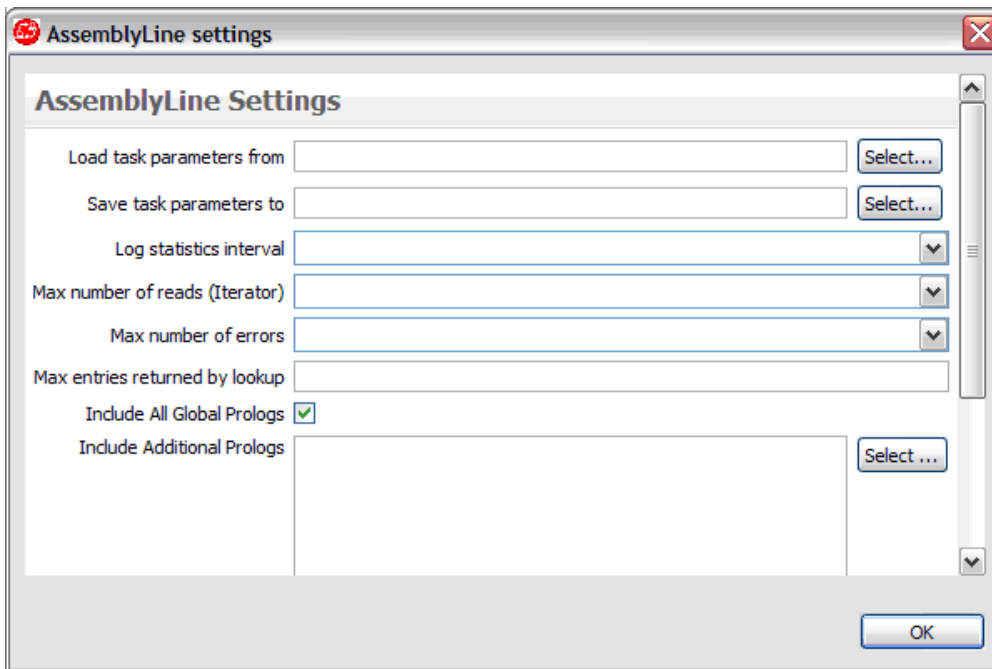 AssemblyLine settings
AssemblyLine Settings
Load task parameters from
Select...
Save task parameters to
Select...
Log statistics interval
Max number of reads (Iterator)
Max number of errors
Max entries returned by lookup
Include All Global Prologs
Include Additional Prologs
Select ...
OK